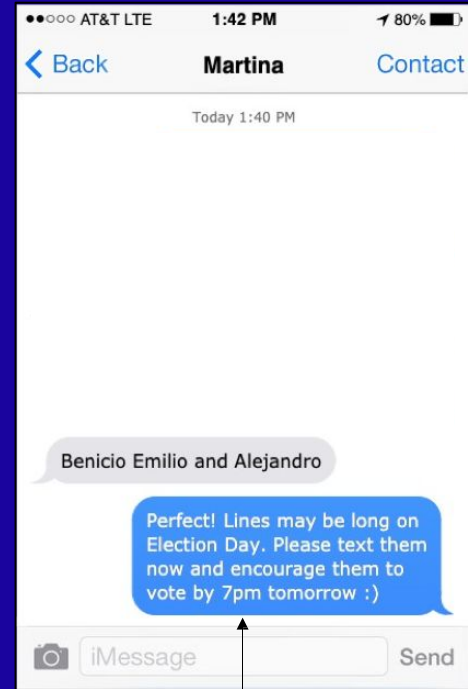 ●●○○○ AT&T LTE 1:42 PM 80%
Back Martina Contact
Today 1:40 PM
Benicio Emilio and Alejandro
Perfect! Lines may be long on
Election Day. Please text them
now and encourage them to
vote by 7pm tomorrow :)
iMessage Send